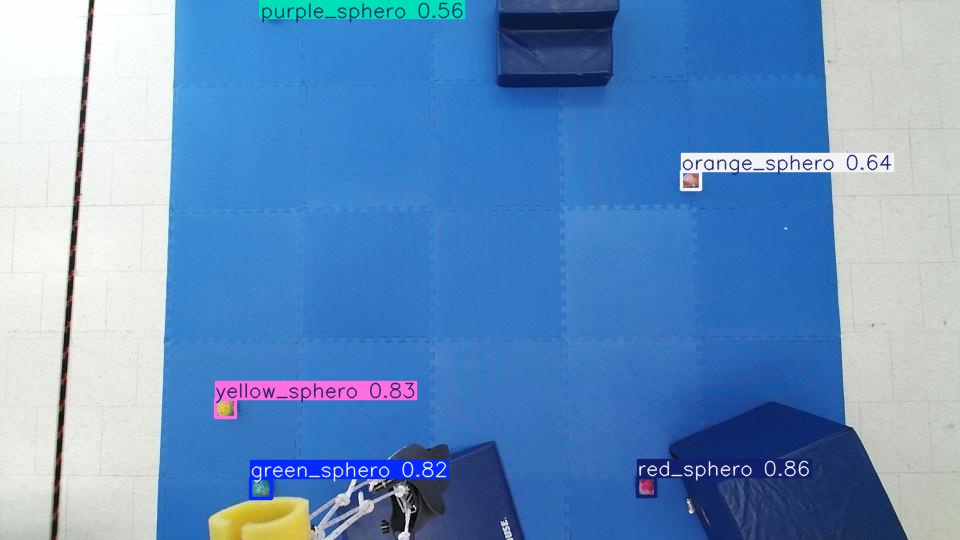 purple_sphero 0.56
orange_sphero 0.64
yellow_sphero 0.83
green_sphero 0.82
red_sphero 0.86